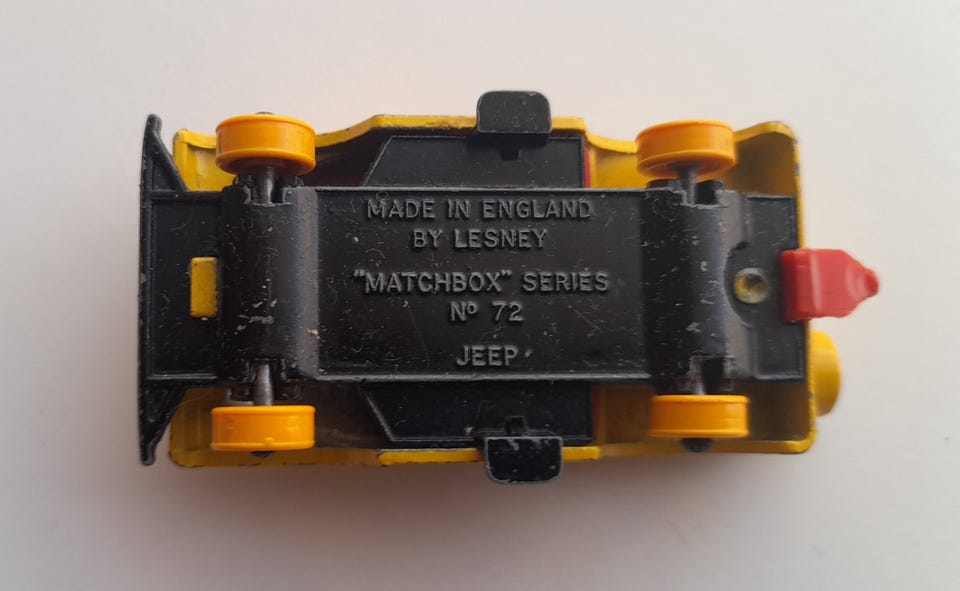 MADE IN ENGLAND
BY LESNEY
"MATCHBOX" SERIES
Nº 72
JEEP